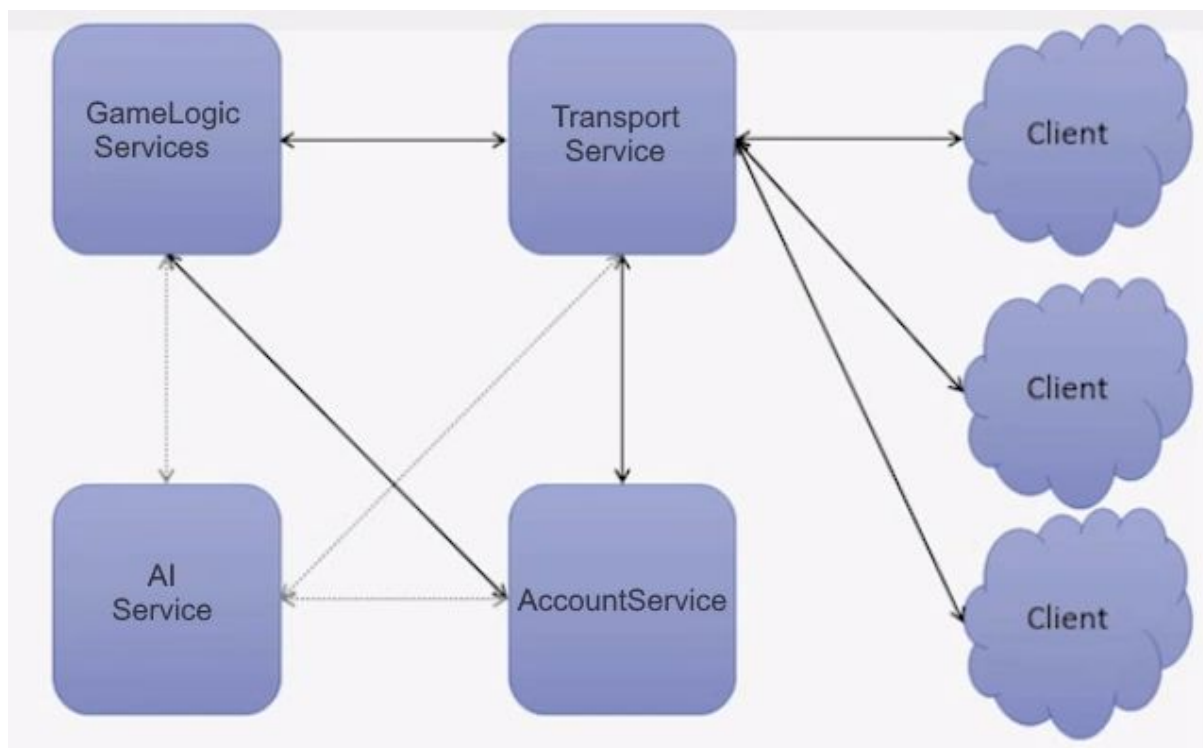 GameLogic
Services
Transport
Service
Client
Client
AI
Service
AccountService
Client